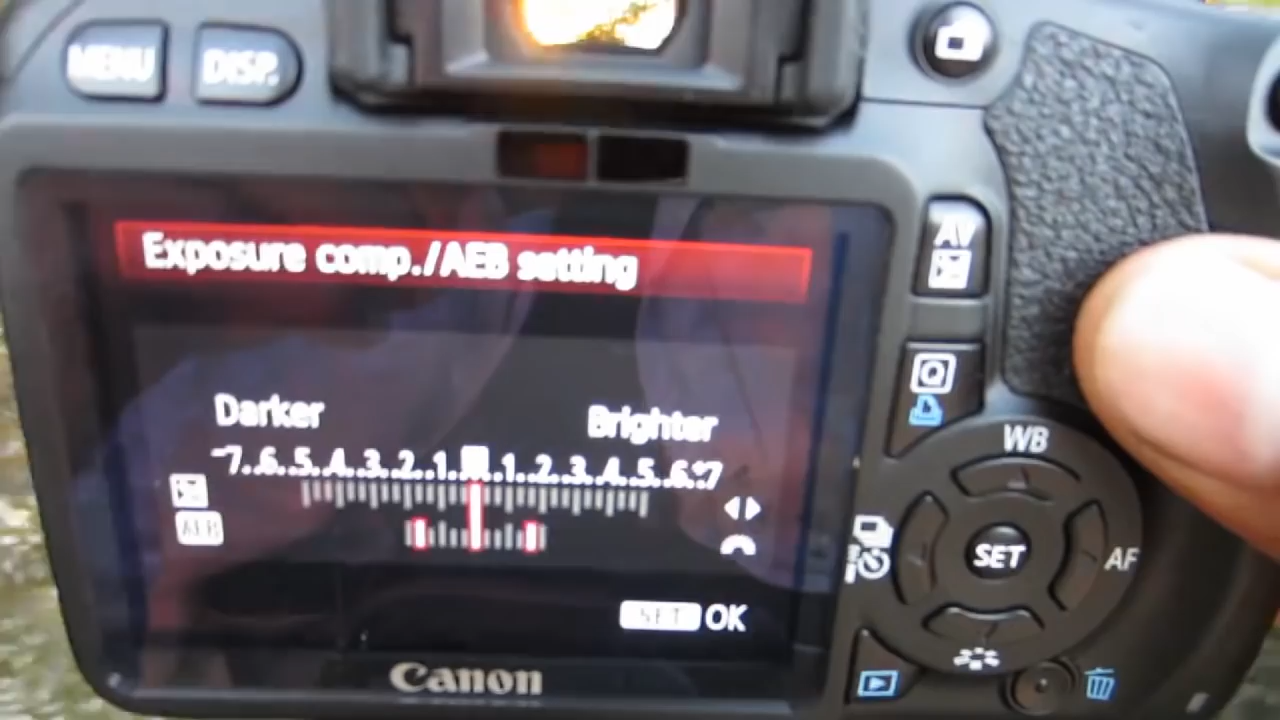 MENU DISP.
Exposure comp./AEB setting
AV
Q
Darker Brighter
WB
-7..6..5..4..3..2..1..0..1..2..3..4..5..6..+7
AEB
SET
AF
SET OK
Canon